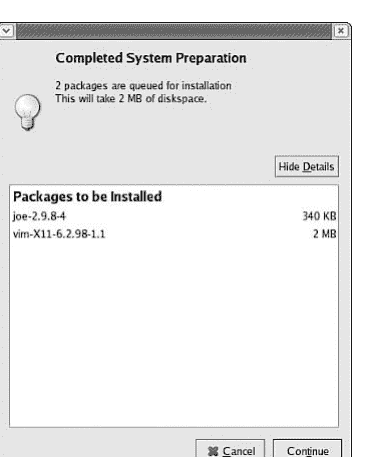 Completed System Preparation
2 packages are queued for installation
This will take 2 MB of diskspace.
Hide Details
Packages to be Installed
joe-2.9.8-4 340 KB
vim-X11-6.2.98-1.1 2 MB
Cancel Continue